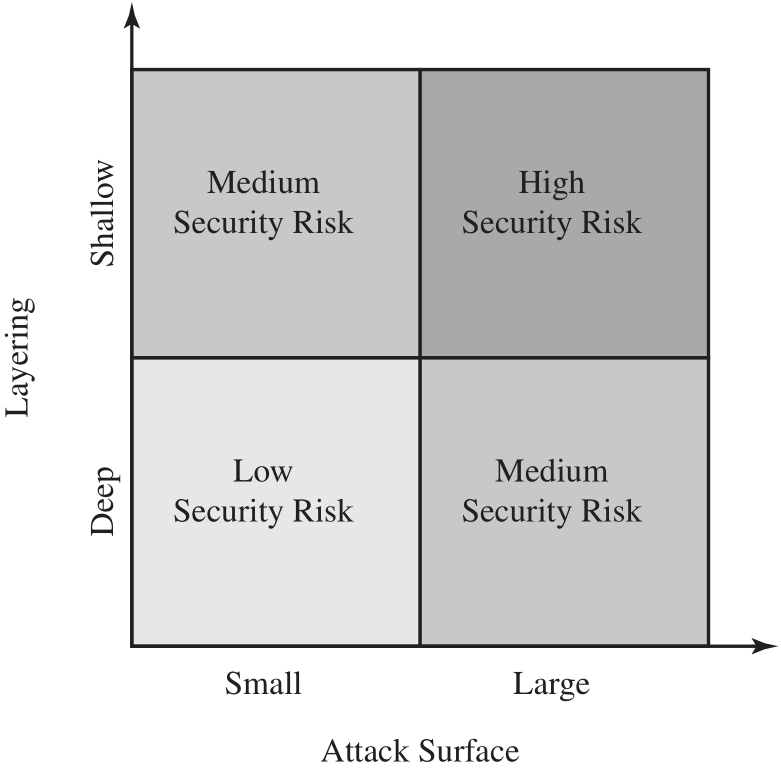 Layering
Shallow
Medium
Security Risk
High
Security Risk
Deep
Low
Security Risk
Medium
Security Risk
Small
Large
Attack Surface